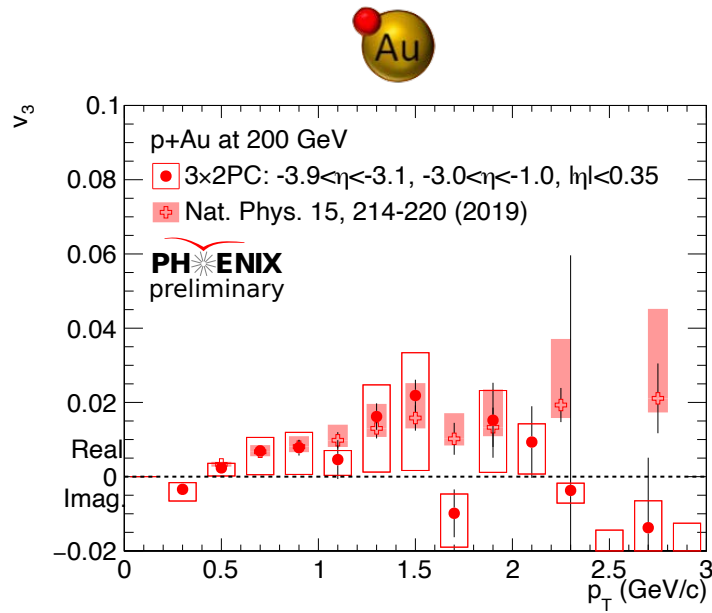 Au
v₃
0.1
p+Au at 200 GeV
3×2PC: -3.9<η<-3.1, -3.0<η<-1.0, |η|<0.35
0.08
Nat. Phys. 15, 214-220 (2019)
0.06
PHENIX
preliminary
0.04
0.02
Real
0
Imag.
−0.02
0 0.5 1 1.5 2 2.5 3
p_T (GeV/c)